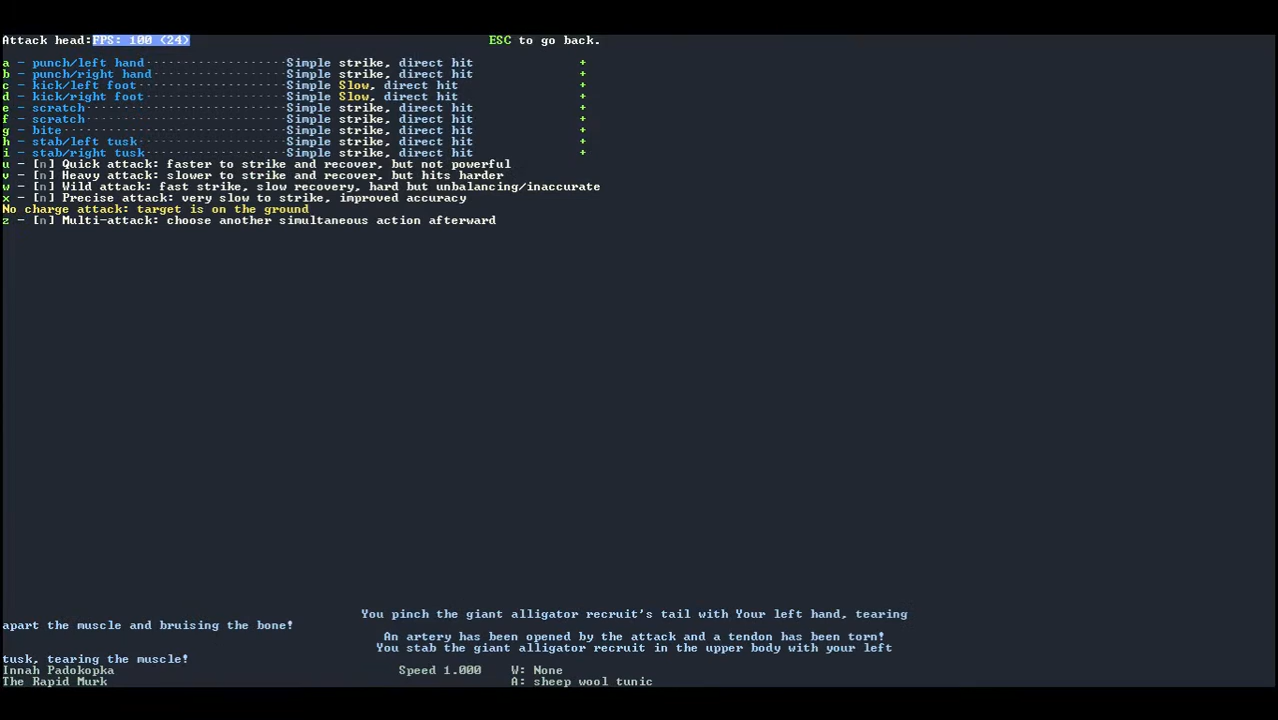 Attack head:FPS: 100 (24) ESC to go back.
a - punch/left hand-------------------Simple strike, direct hit +
b - punch/right hand------------------Simple strike, direct hit +
c - kick/left foot--------------------Simple Slow, direct hit +
d - kick/right foot-------------------Simple Slow, direct hit +
e - scratch---------------------------Simple strike, direct hit +
f - scratch---------------------------Simple strike, direct hit +
g - bite------------------------------Simple strike, direct hit +
h - stab/left tusk--------------------Simple strike, direct hit +
i - stab/right tusk-------------------Simple strike, direct hit +
u - [n] Quick attack: faster to strike and recover, but not powerful
v - [n] Heavy attack: slower to strike and recover, but hits harder
w - [n] Wild attack: fast strike, slow recovery, hard but unbalancing/inaccurate
x - [n] Precise attack: very slow to strike, improved accuracy
No charge attack: target is on the ground
z - [n] Multi-attack: choose another simultaneous action afterward
You pinch the giant alligator recruit's tail with Your left hand, tearing
apart the muscle and bruising the bone!
An artery has been opened by the attack and a tendon has been torn!
You stab the giant alligator recruit in the upper body with your left
tusk, tearing the muscle!
Innah Padokopka Speed 1.000 W: None
The Rapid Murk A: sheep wool tunic